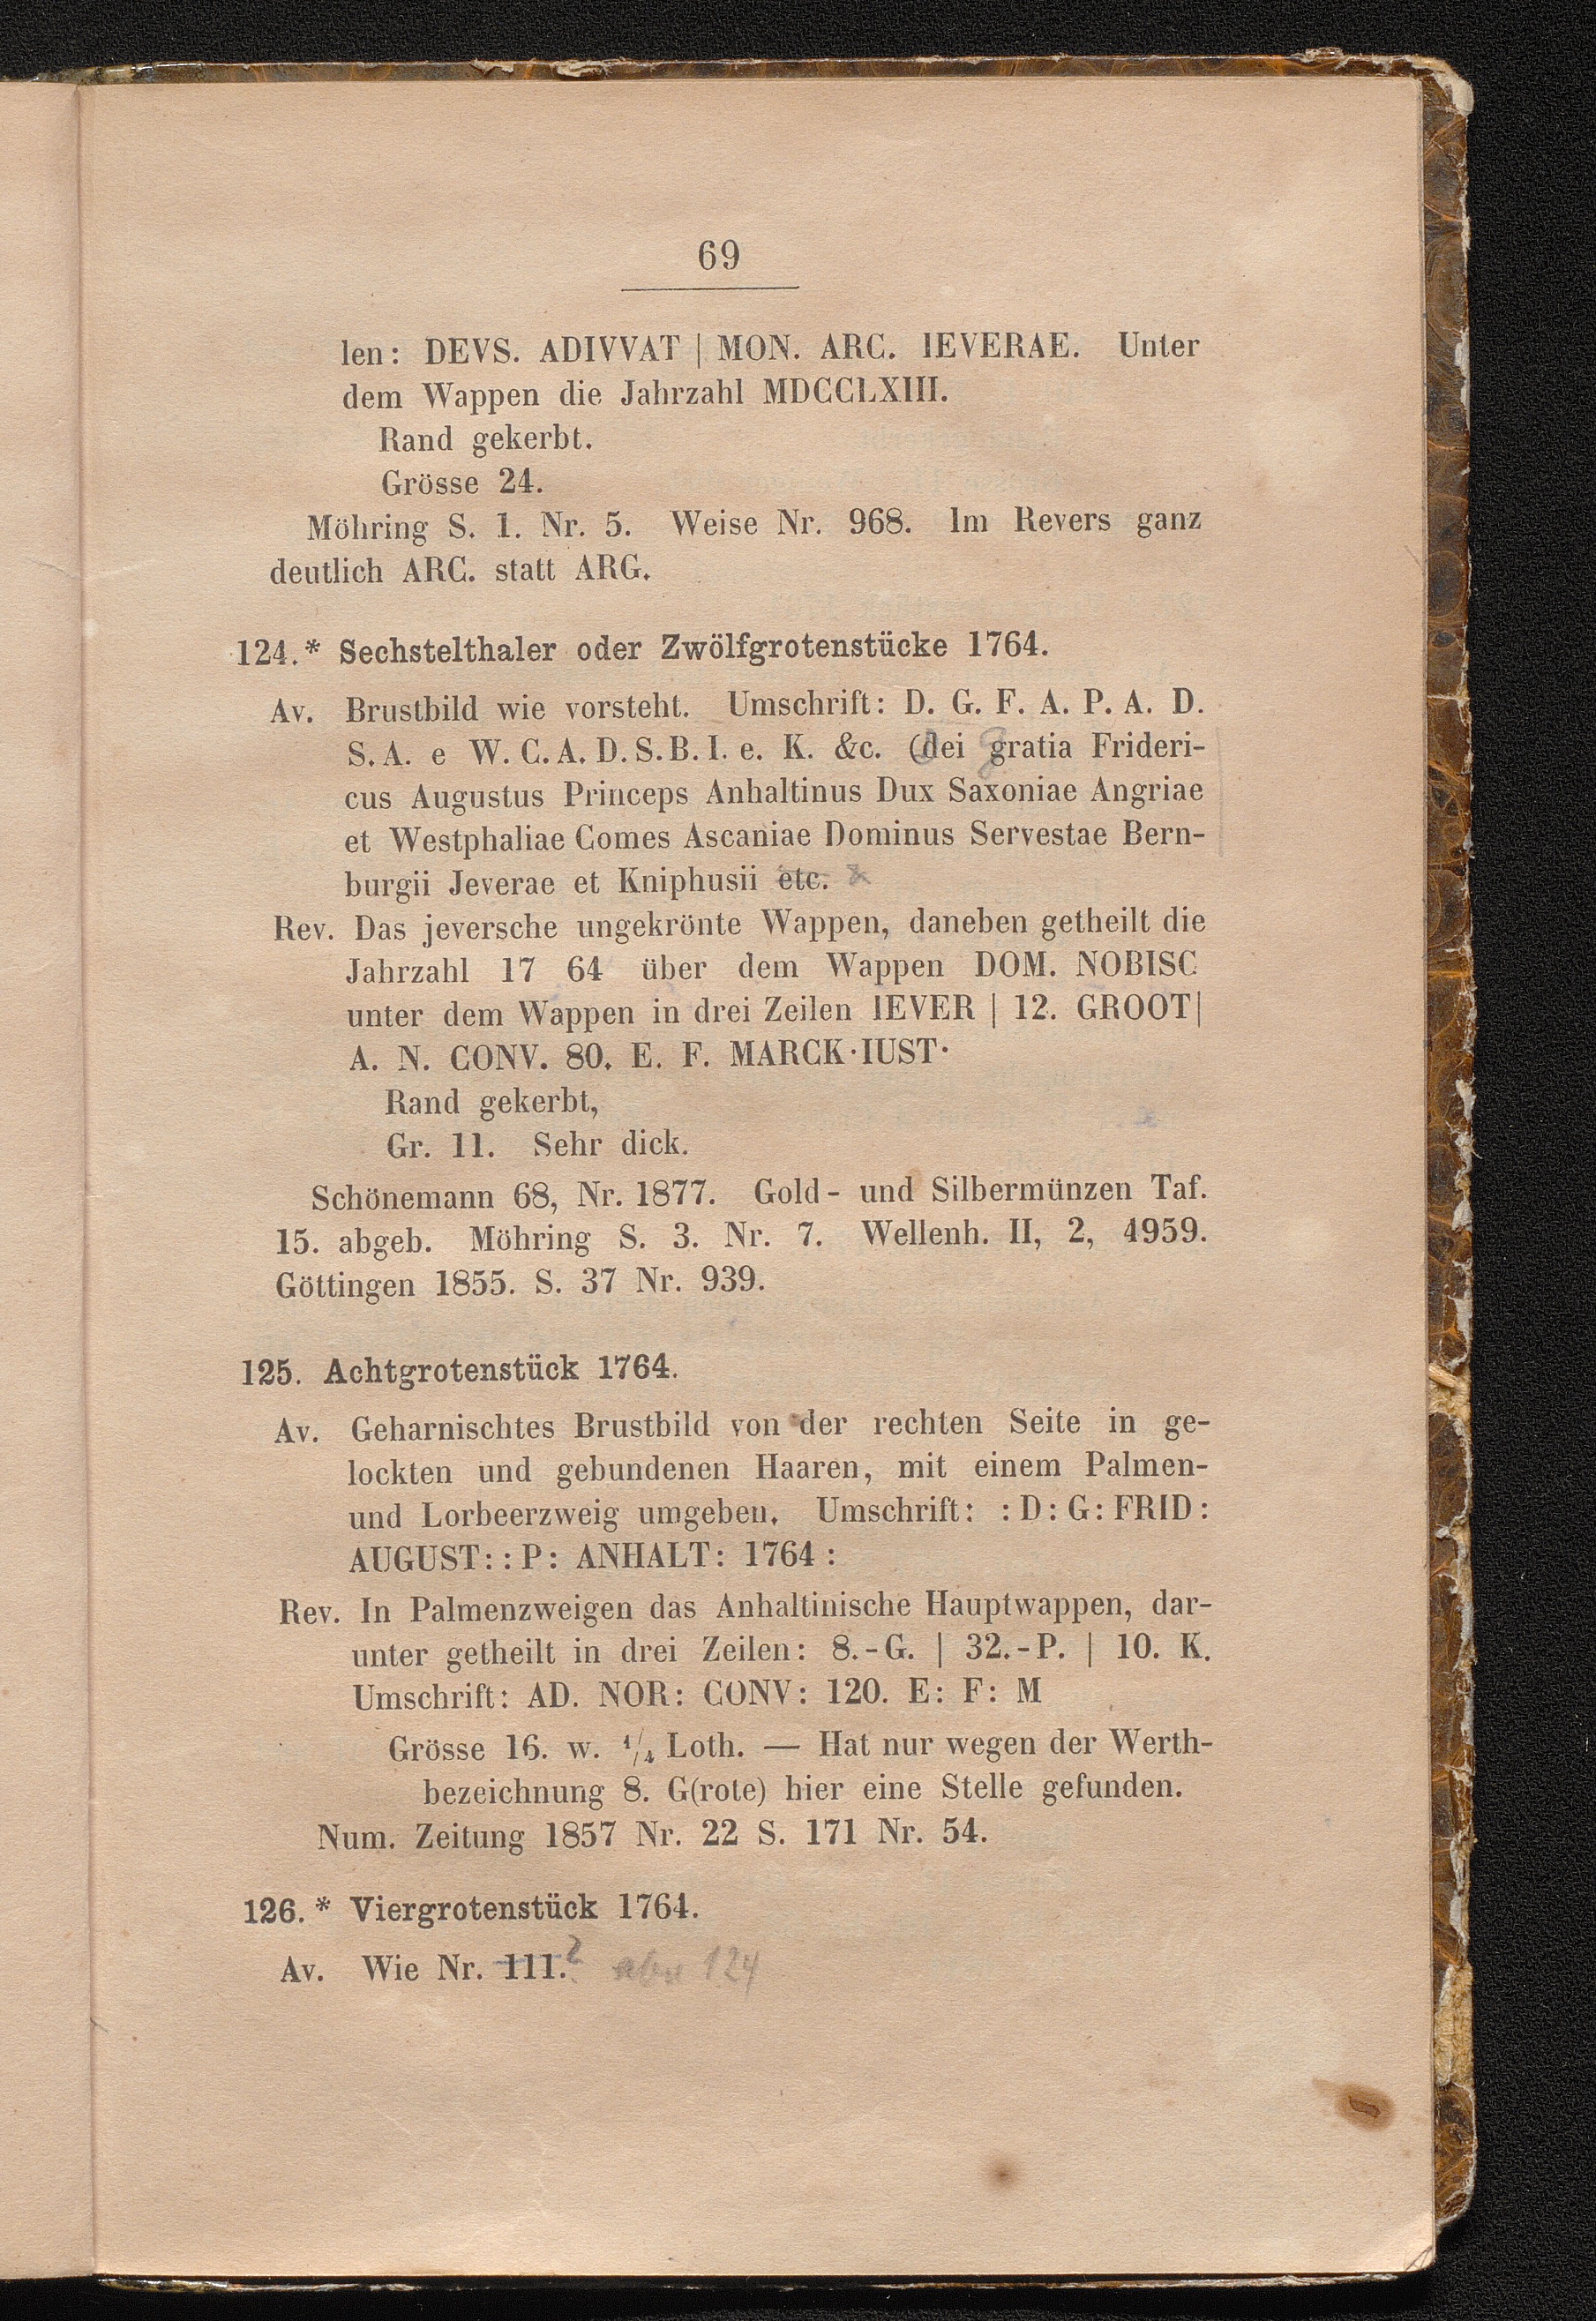 69
len: DEVS. ADIVVAT | MON. ARC. IEVERAE. Unter
dem Wappen die Jahrzahl MDCCLXIII.
Rand gekerbt.
Grösse 24.
Möhring S. 1. Nr. 5. Weise Nr. 968. Im Revers ganz
deutlich ARC. statt ARG.
124.* Sechstelthaler oder Zwölfgrotenstücke 1764.
Av. Brustbild wie vorsteht. Umschrift: D. G. F. A. P. A. D.
S. A. e W. C. A. D. S. B. I. e. K. &c. (dei gratia Frideri-
cus Augustus Princeps Anhaltinus Dux Saxoniae Angriae
et Westphaliae Comes Ascaniae Dominus Servestae Bern-
burgii Jeverae et Kniphusii etc.
Rev. Das jeversche ungekrönte Wappen, daneben getheilt die
Jahrzahl 17 64 über dem Wappen DOM. NOBISC
unter dem Wappen in drei Zeilen IEVER | 12. GROOT|
A. N. CONV. 80. E. F. MARCK·IUST·
Rand gekerbt,
Gr. 11. Sehr dick.
Schönemann 68, Nr. 1877. Gold- und Silbermünzen Taf.
15. abgeb. Möhring S. 3. Nr. 7. Wellenh. II, 2, 4959.
Göttingen 1855. S. 37 Nr. 939.
125. Achtgrotenstück 1764.
Av. Geharnischtes Brustbild von der rechten Seite in ge-
lockten und gebundenen Haaren, mit einem Palmen-
und Lorbeerzweig umgeben. Umschrift: : D: G: FRID:
AUGUST: : P: ANHALT: 1764 :
Rev. In Palmenzweigen das Anhaltinische Hauptwappen, dar-
unter getheilt in drei Zeilen: 8.-G. | 32.-P. | 10. K.
Umschrift: AD. NOR: CONV: 120. E: F: M
Grösse 16. w. 1/4 Loth. — Hat nur wegen der Werth-
bezeichnung 8. G(rote) hier eine Stelle gefunden.
Num. Zeitung 1857 Nr. 22 S. 171 Nr. 54.
126.* Viergrotenstück 1764.
Av. Wie Nr. 111.? 124